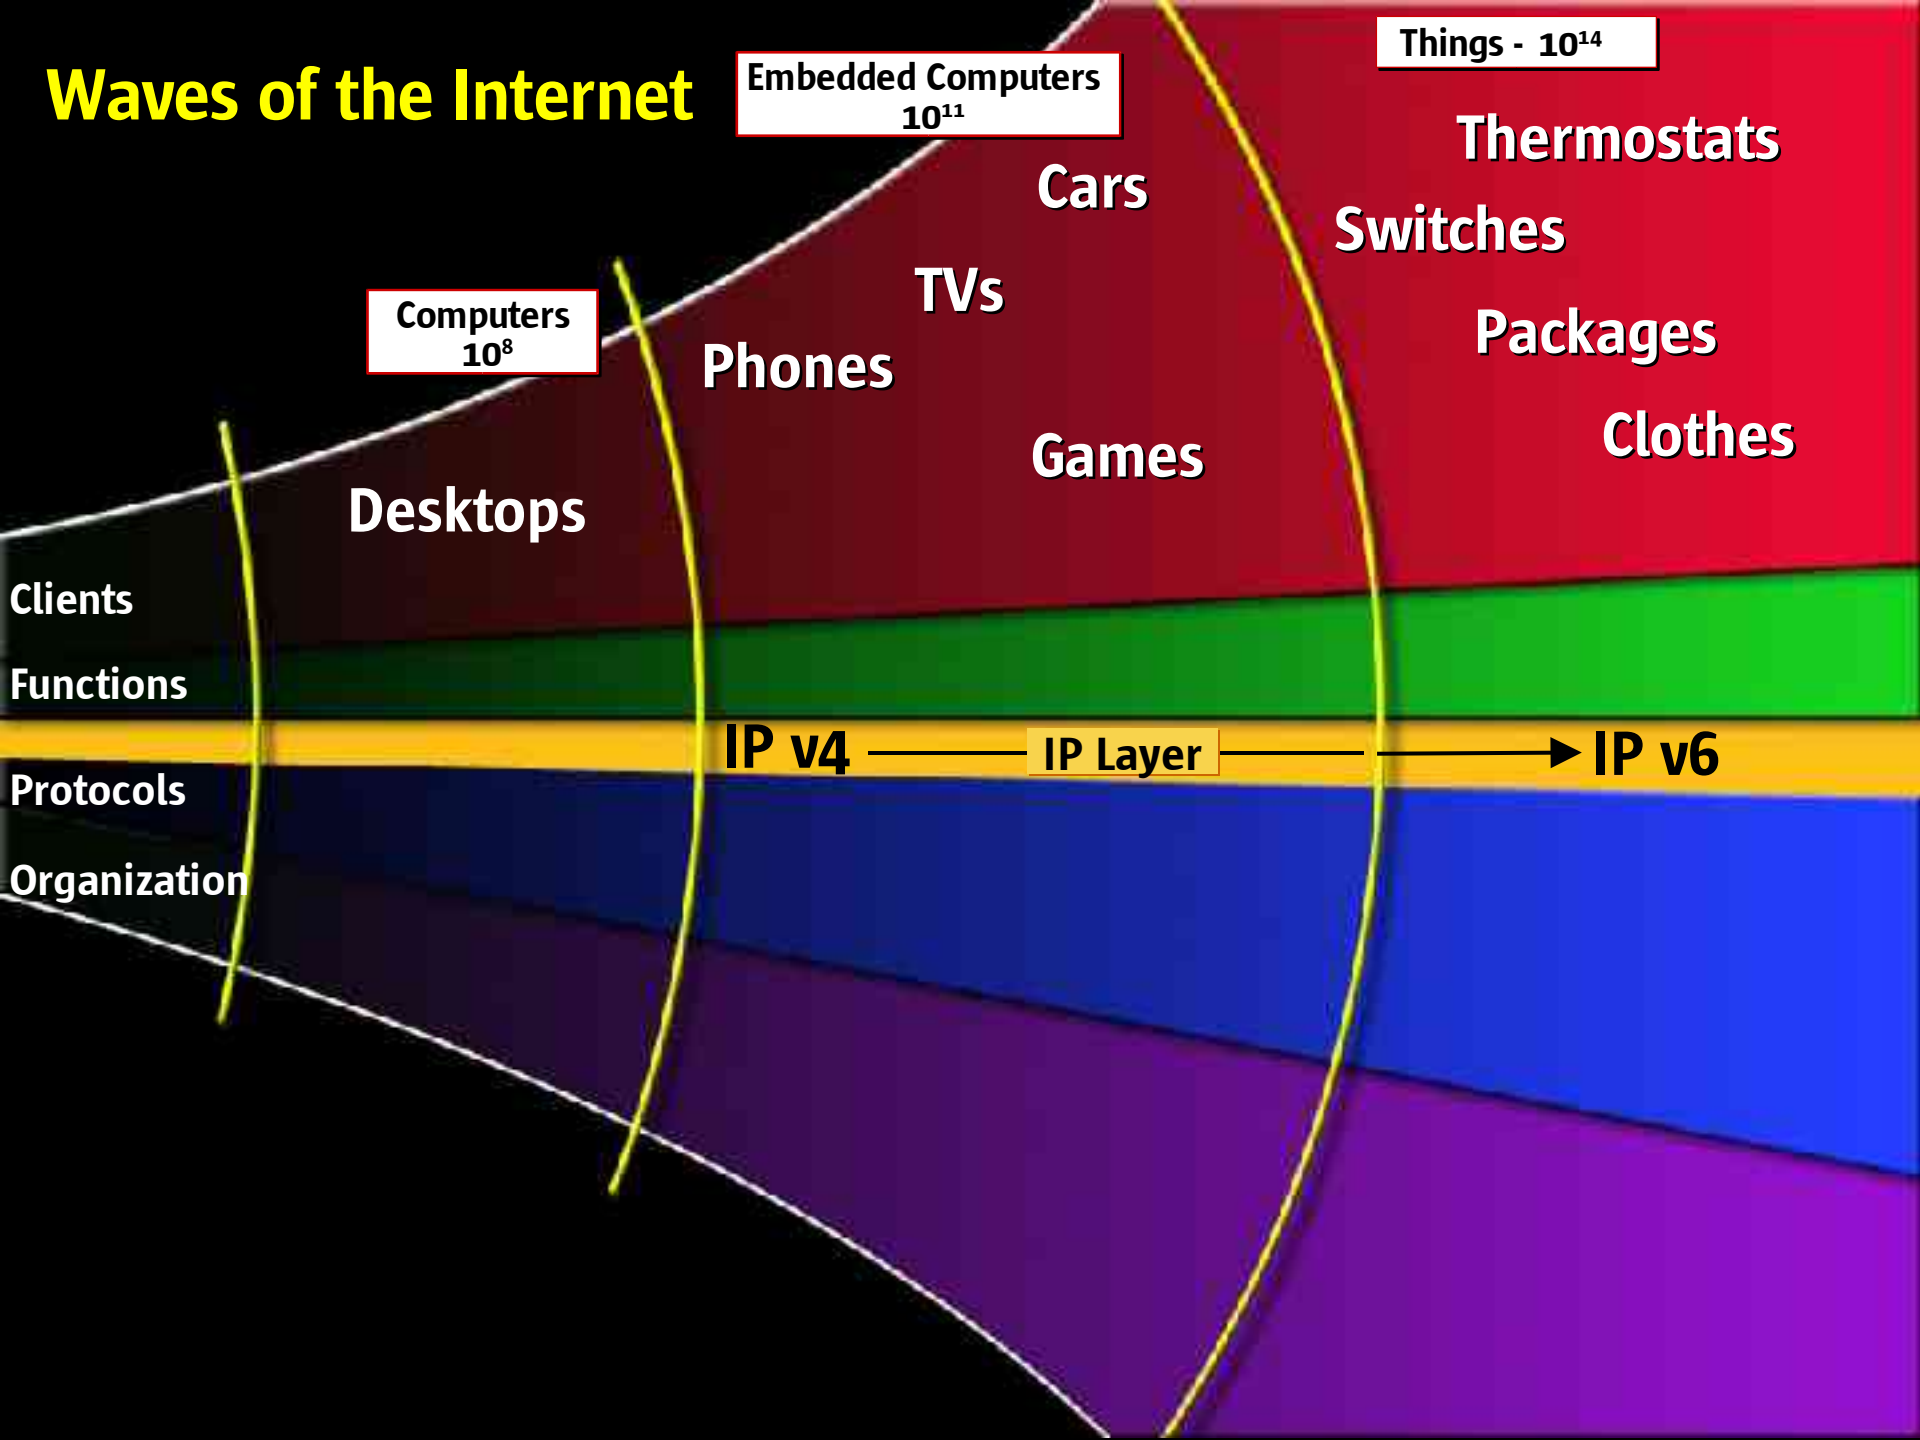 Waves of the Internet
Embedded Computers
10¹¹
Things - 10¹⁴
Thermostats
Cars
Switches
TVs
Computers
10⁸
Packages
Phones
Clothes
Games
Desktops
Clients
Functions
IP v4
IP Layer
IP v6
Protocols
Organization